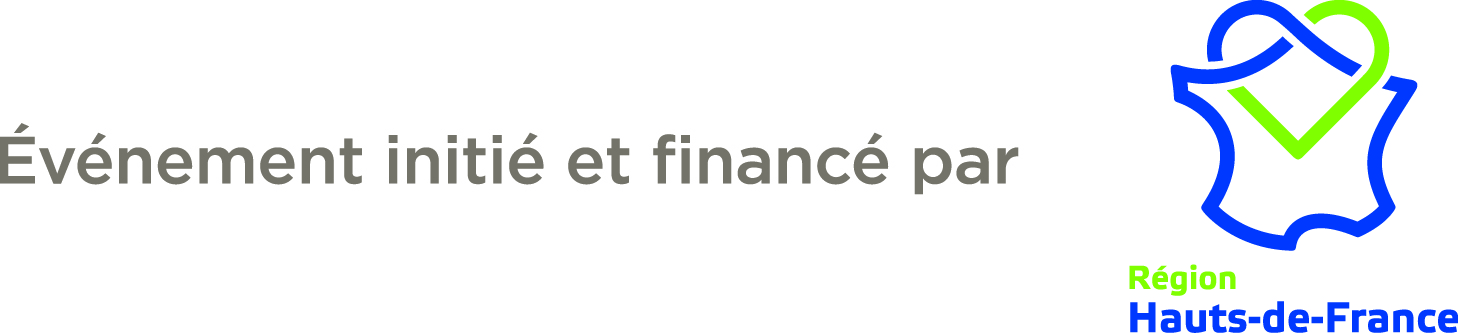 Événement initié et financé par
Région
Hauts-de-France